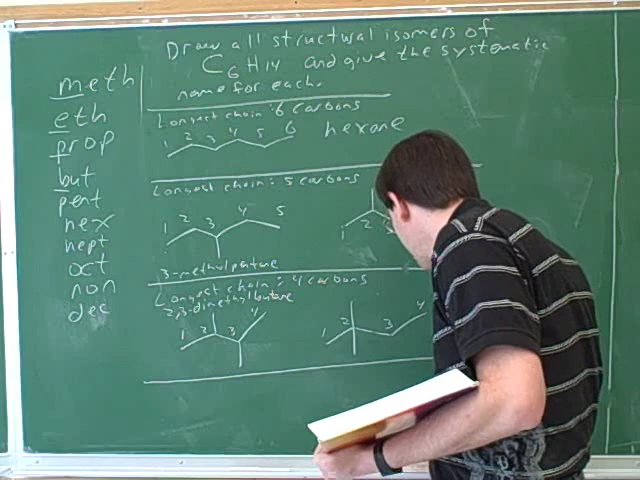 Draw all structural isomers of
C6H14 and give the systematic
name for each.
meth
eth
prop
but
pent
hex
hept
oct
non
dec
Longest chain: 6 carbons
1 2 3 4 5 6 hexane
Longest chain: 5 carbons
1 2 3 4 5
1 2 3
3-methylpentane
Longest chain: 4 carbons
2,3-dimethylbutane
1 2 3 4
1 2 3 4